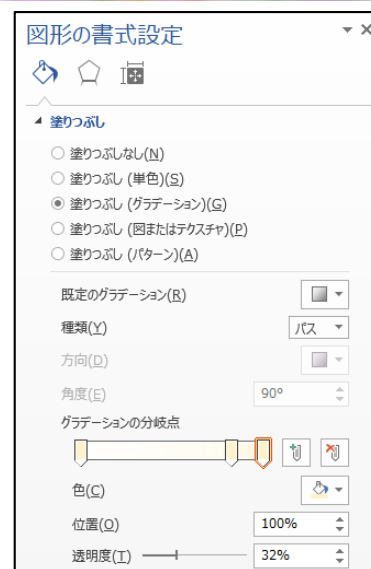 図形の書式設定
塗りつぶし
塗りつぶしなし(N)
塗りつぶし (単色)(S)
塗りつぶし (グラデーション)(G)
塗りつぶし (図またはテクスチャ)(P)
塗りつぶし (パターン)(A)
既定のグラデーション(R)
種類(Y) パス
方向(D)
角度(E) 90°
グラデーションの分岐点
色(C)
位置(O) 100%
透明度(T) 32%